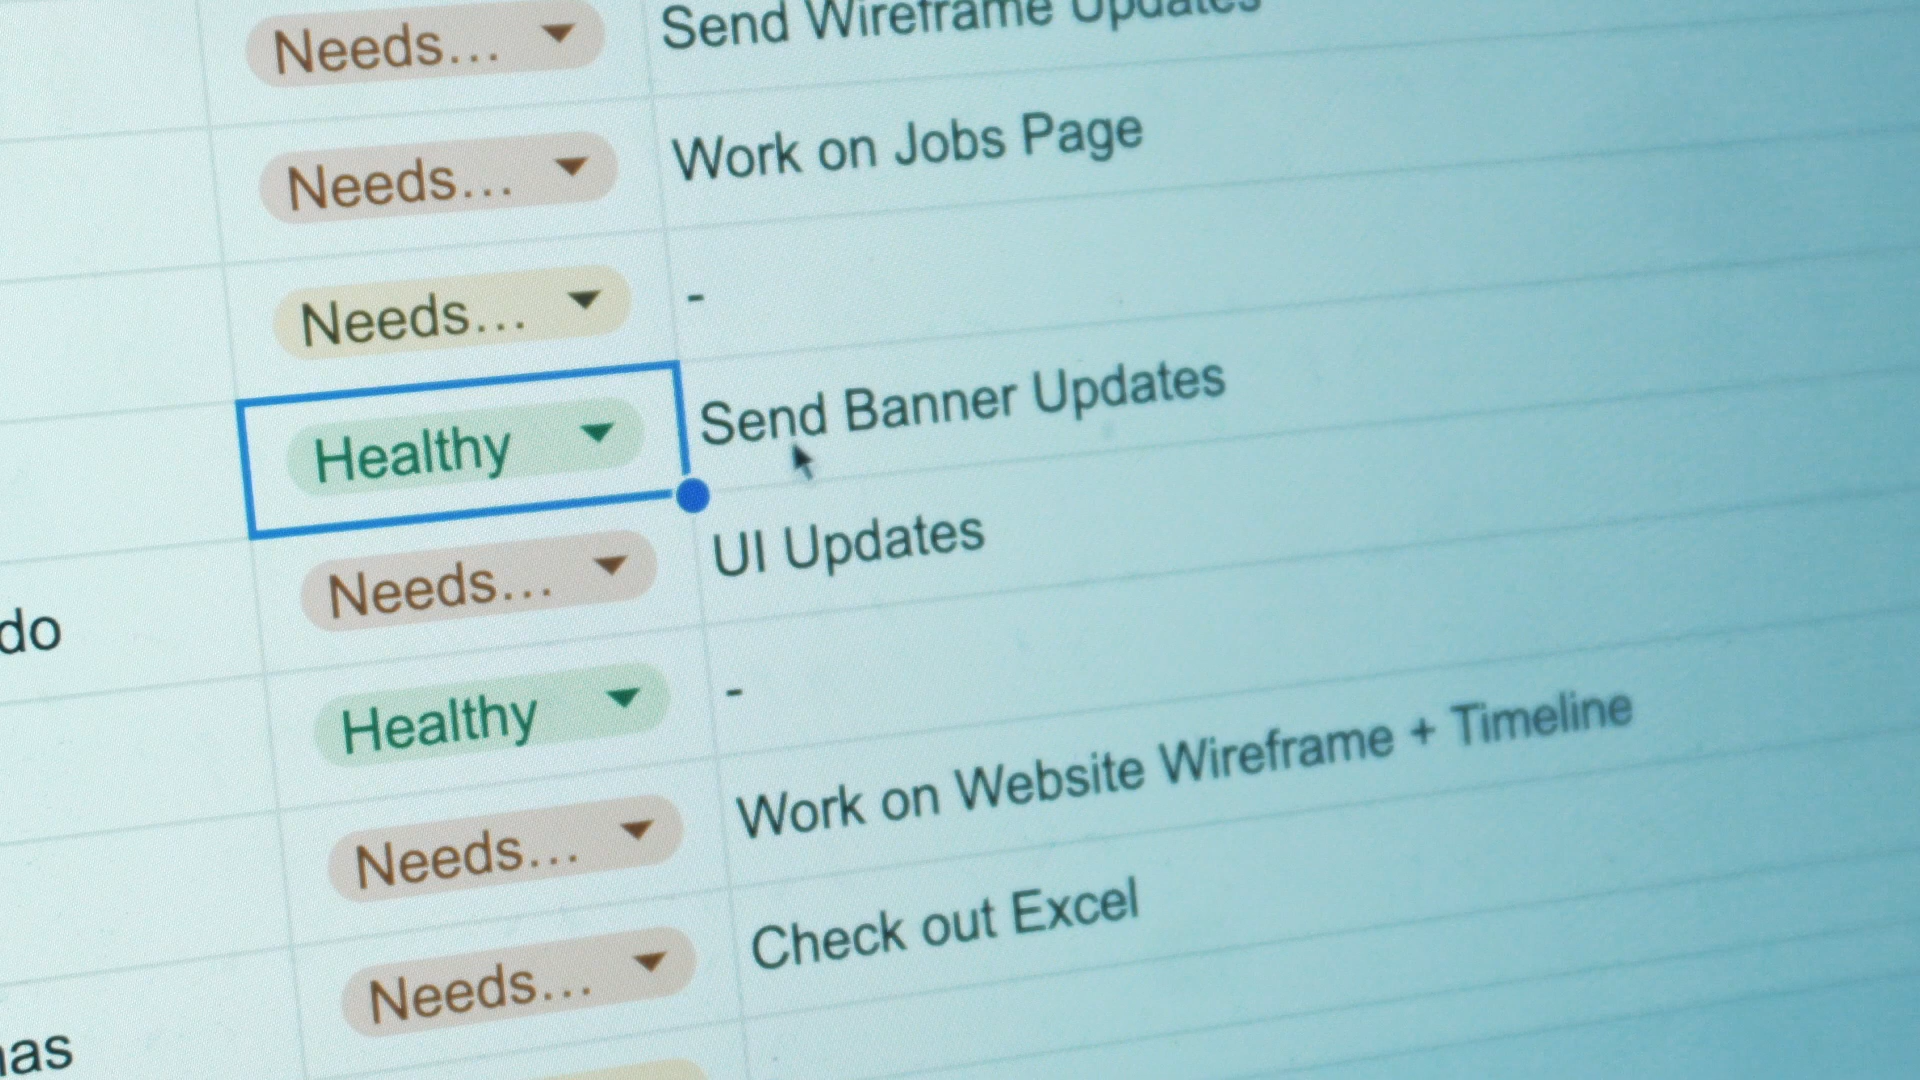 Needs... Send Wireframe Updates
Needs... Work on Jobs Page
Needs... -
Healthy Send Banner Updates
Needs... UI Updates
do
Healthy -
Needs... Work on Website Wireframe + Timeline
Needs... Check out Excel
as